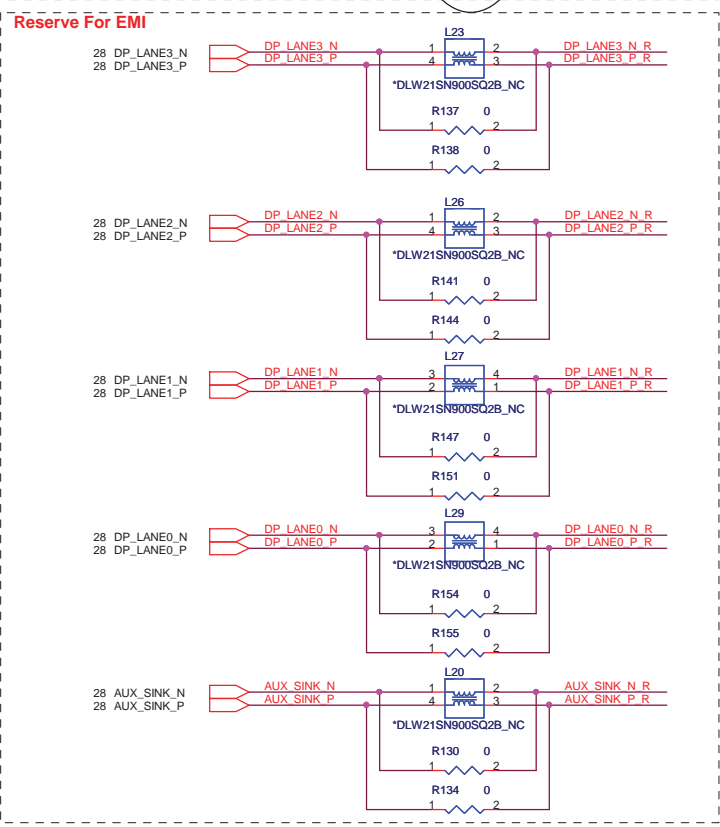 Reserve For EMI
L23
28 DP_LANE3_N DP_LANE3_N 1 2 DP_LANE3_N_R
28 DP_LANE3_P DP_LANE3_P 4 3 DP_LANE3_P_R
*DLW21SN900SQ2B_NC
R137 0
1 2
R138 0
1 2
L26
28 DP_LANE2_N DP_LANE2_N 1 2 DP_LANE2_N_R
28 DP_LANE2_P DP_LANE2_P 4 3 DP_LANE2_P_R
*DLW21SN900SQ2B_NC
R141 0
1 2
R144 0
1 2
L27
28 DP_LANE1_N DP_LANE1_N 3 4 DP_LANE1_N_R
28 DP_LANE1_P DP_LANE1_P 2 1 DP_LANE1_P_R
*DLW21SN900SQ2B_NC
R147 0
1 2
R151 0
1 2
L29
28 DP_LANE0_N DP_LANE0_N 3 4 DP_LANE0_N_R
28 DP_LANE0_P DP_LANE0_P 2 1 DP_LANE0_P_R
*DLW21SN900SQ2B_NC
R154 0
1 2
R155 0
1 2
L20
28 AUX_SINK_N AUX_SINK_N 1 2 AUX_SINK_N_R
28 AUX_SINK_P AUX_SINK_P 4 3 AUX_SINK_P_R
*DLW21SN900SQ2B_NC
R130 0
1 2
R134 0
1 2